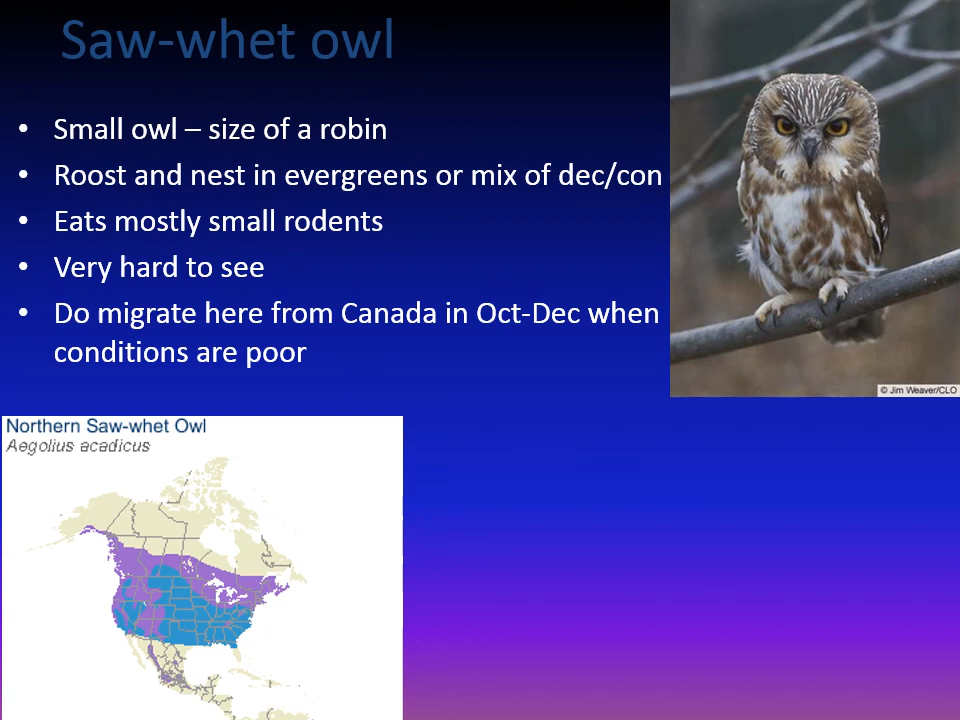 Saw-whet owl
• Small owl – size of a robin
• Roost and nest in evergreens or mix of dec/con
• Eats mostly small rodents
• Very hard to see
• Do migrate here from Canada in Oct-Dec when
conditions are poor
© Jim Weaver/CLO
Northern Saw-whet Owl
Aegolius acadicus